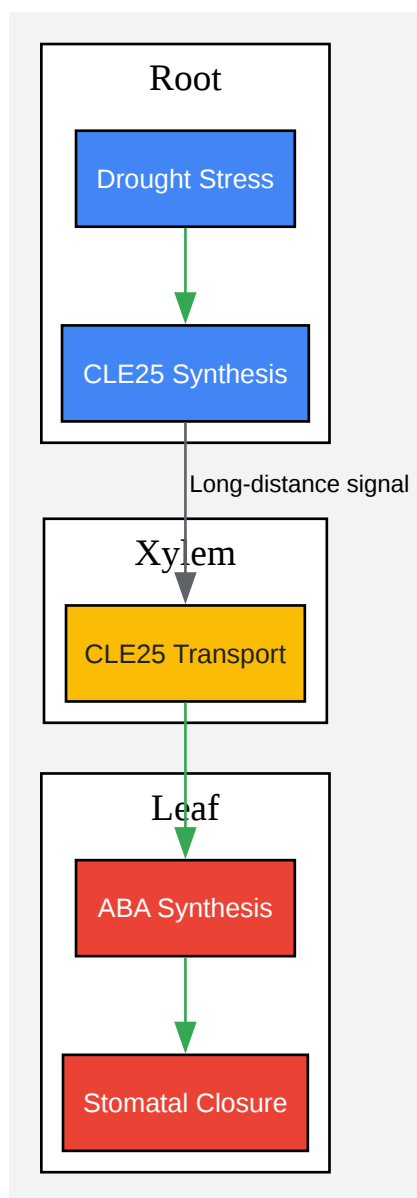 Root
Drought Stress
CLE25 Synthesis
Long-distance signal
Xylem
CLE25 Transport
Leaf
ABA Synthesis
Stomatal Closure